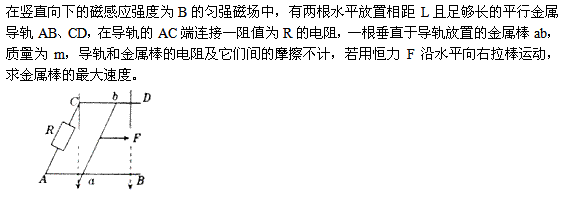 在竖直向下的磁感应强度为 B 的匀强磁场中，有两根水平放置相距 L 且足够长的平行金属
导轨 AB、CD，在导轨的 AC 端连接一阻值为 R 的电阻，一根垂直于导轨放置的金属棒 ab，
质量为 m，导轨和金属棒的电阻及它们间的摩擦不计，若用恒力 F 沿水平向右拉棒运动，
求金属棒的最大速度。
C b D
R F
A a B